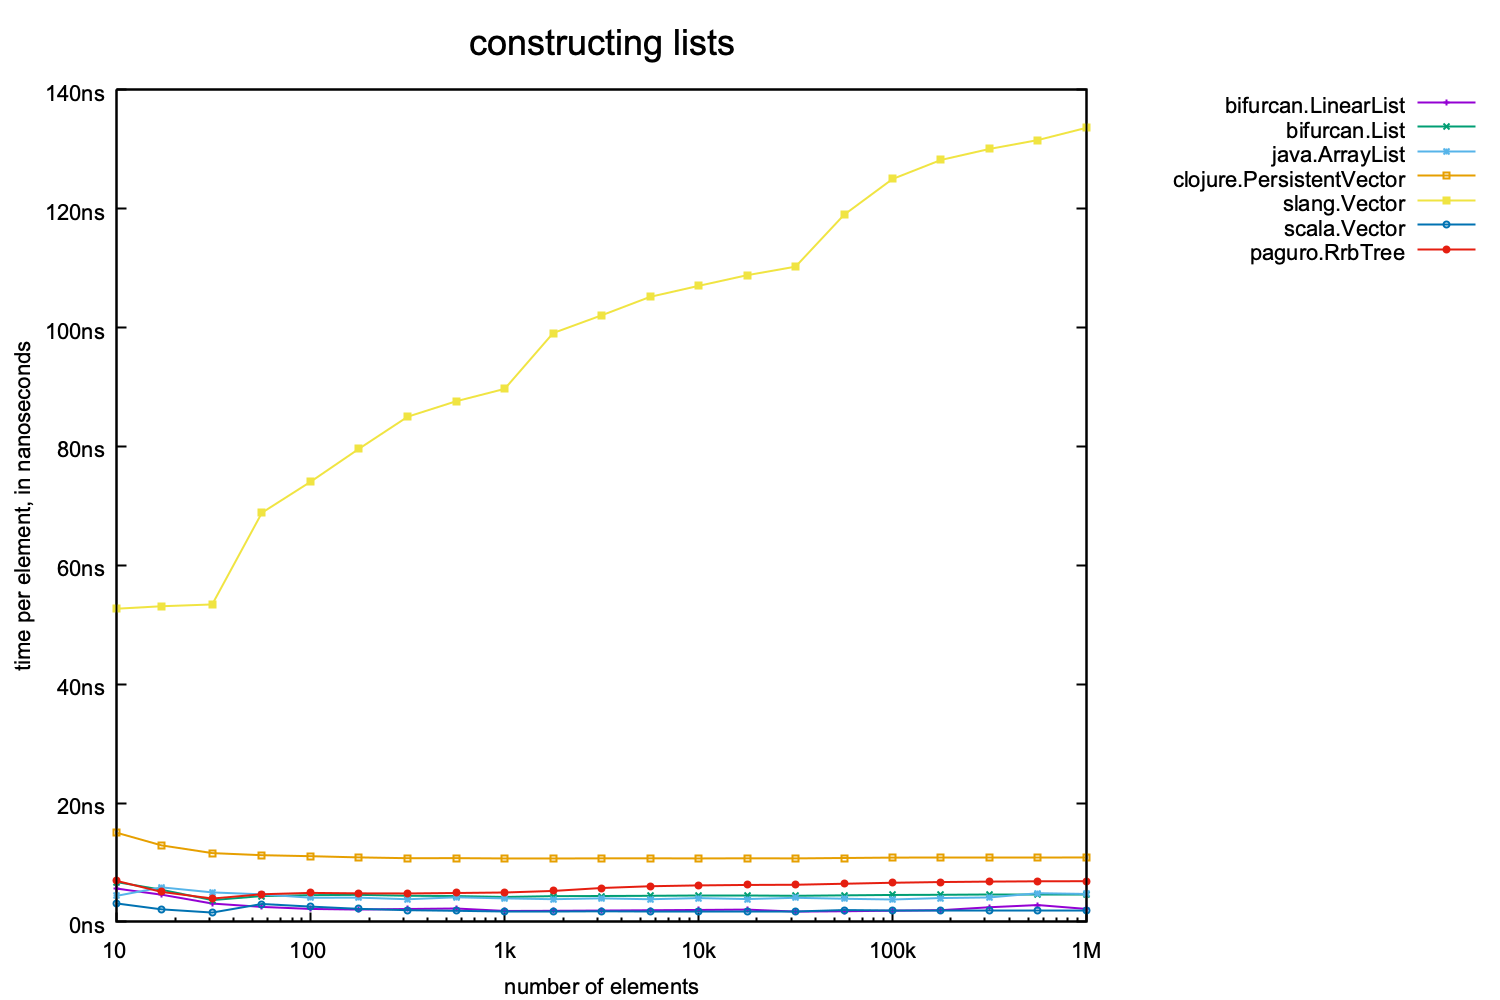 constructing lists
140ns
120ns
100ns
80ns
60ns
40ns
20ns
0ns
time per element, in nanoseconds
10
100
1k
10k
100k
1M
number of elements
bifurcan.LinearList
bifurcan.List
java.ArrayList
clojure.PersistentVector
slang.Vector
scala.Vector
paguro.RrbTree